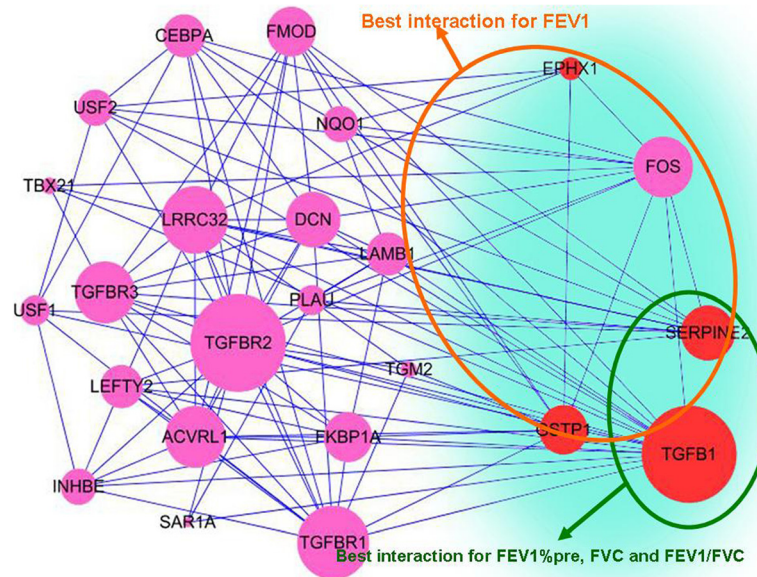 Best interaction for FEV1
CEBPA
FMOD
EPHX1
USF2
NQO1
FOS
TBX21
LRRC32
DCN
LAMB1
TGFBR3
PLAU
USF1
SERPINE2
TGFBR2
TGM2
LEFTY2
ACVRL1
FKBP1A
GSTP1
TGFB1
INHBE
SAR1A
TGFBR1
Best interaction for FEV1%pre, FVC and FEV1/FVC